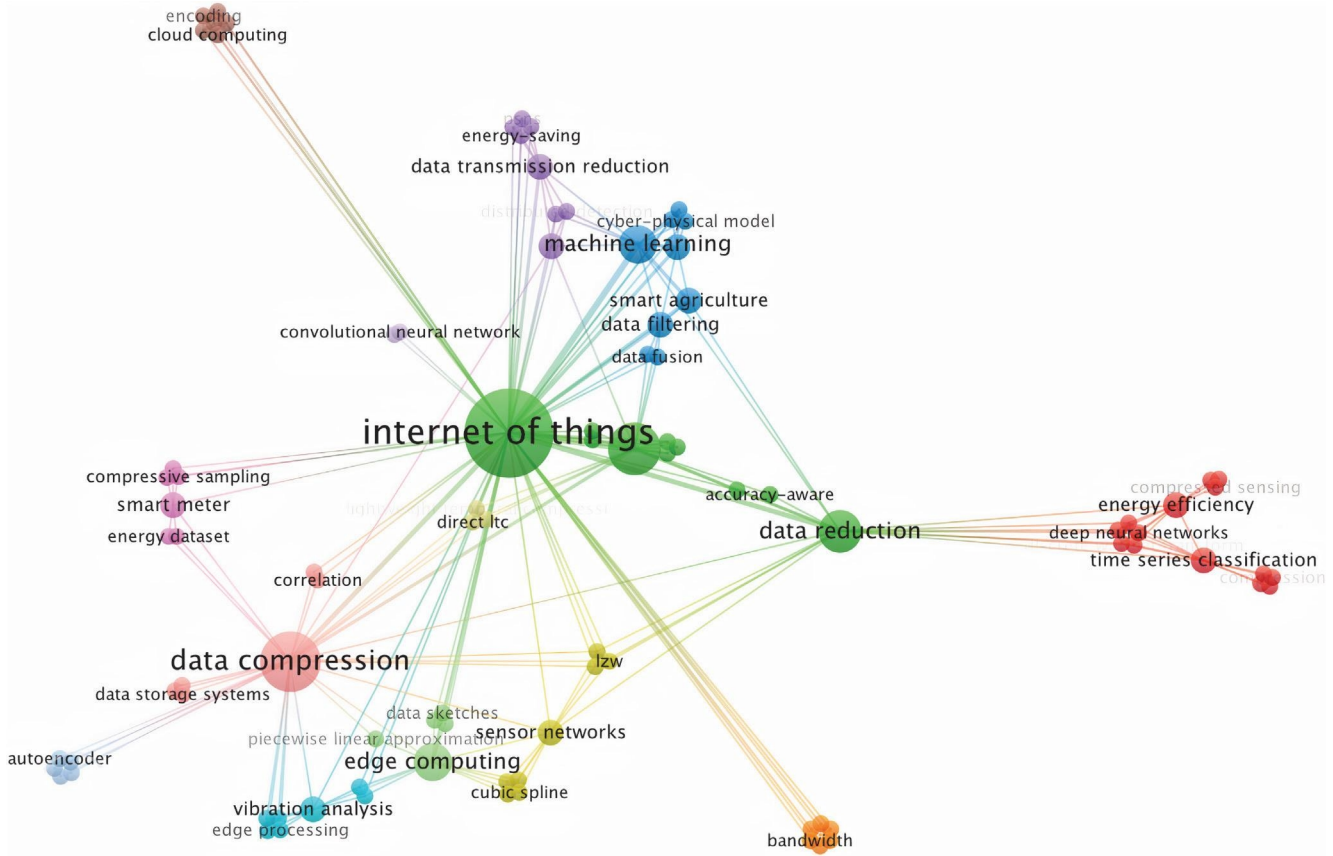 encoding
cloud computing
energy-saving
data transmission reduction
cyber-physical model
machine learning
smart agriculture
data filtering
data fusion
convolutional neural network
internet of things
compressive sampling
smart meter
energy dataset
direct ltc
accuracy-aware
data reduction
compressed sensing
energy efficiency
deep neural networks
time series classification
compression
correlation
data compression
lzw
data storage systems
data sketches
sensor networks
piecewise linear approximation
edge computing
autoencoder
cubic spline
vibration analysis
edge processing
bandwidth